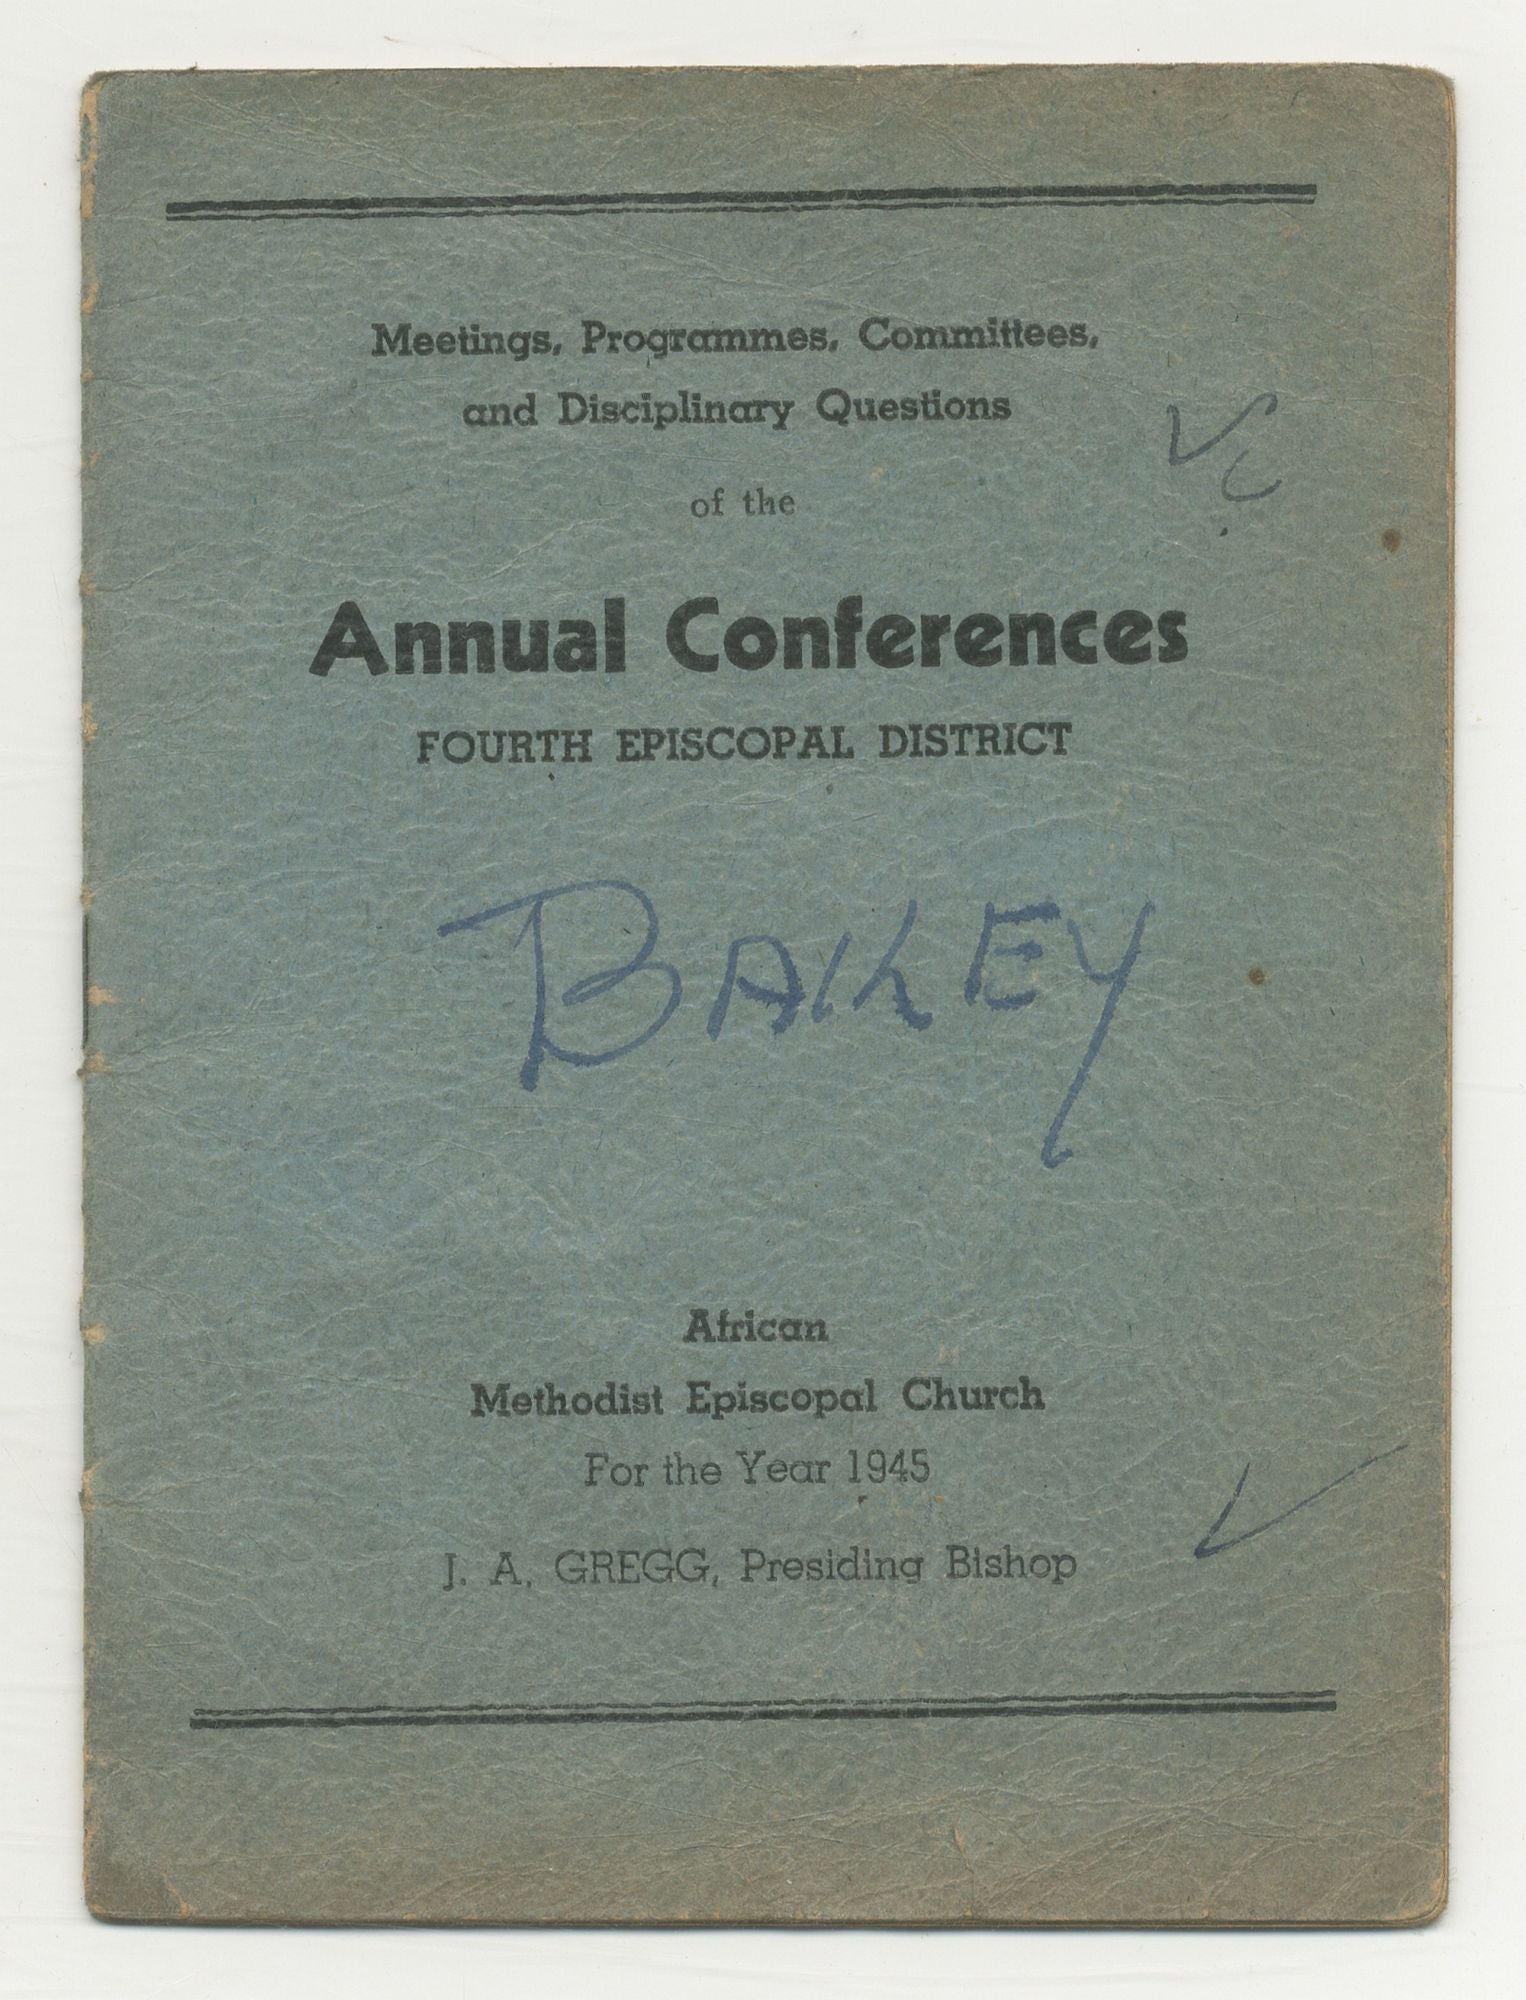 Meetings, Programmes, Committees,
and Disciplinary Questions
of the
Annual Conferences
FOURTH EPISCOPAL DISTRICT
BAILEY
African
Methodist Episcopal Church
For the Year 1945
J. A. GREGG, Presiding Bishop